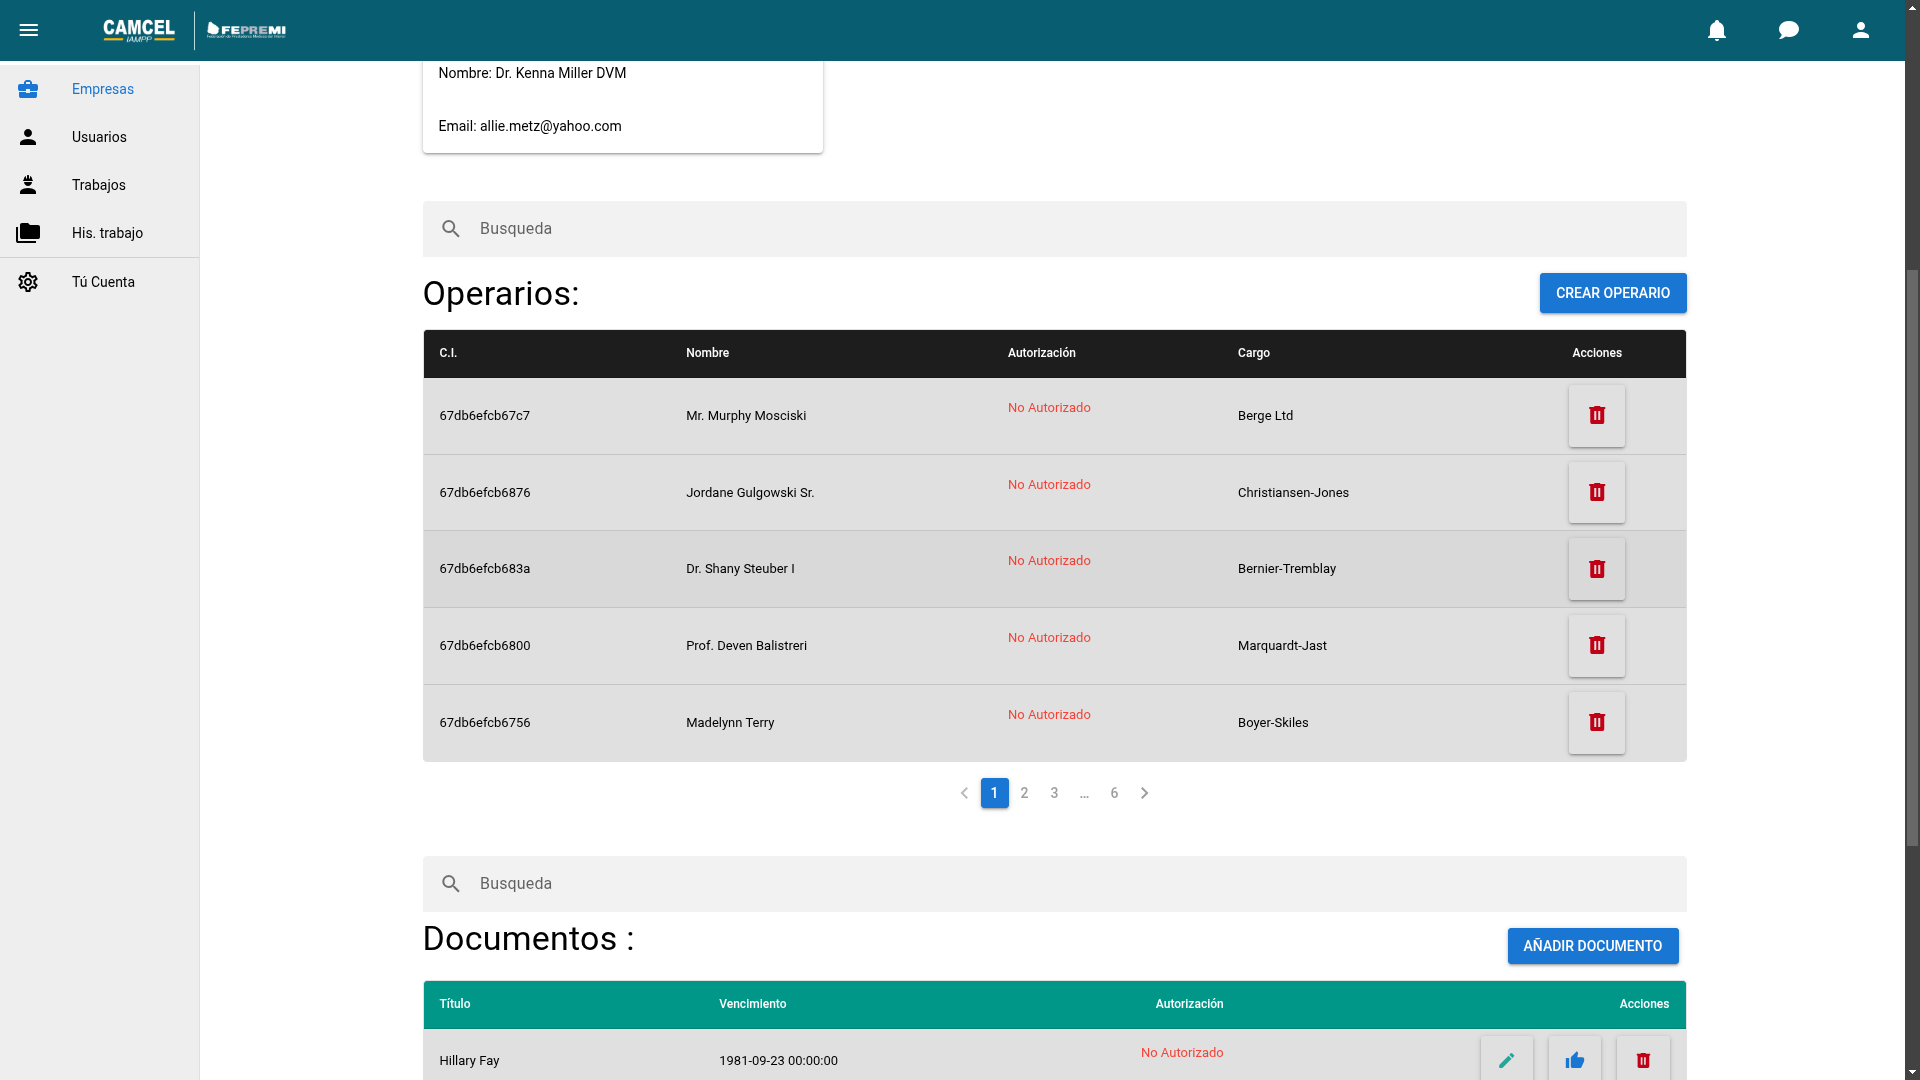 CAMCEL
IAMPP
FEPREMI
Empresas
Usuarios
Trabajos
His. trabajo
Tú Cuenta
Nombre: Dr. Kenna Miller DVM
Email: allie.metz@yahoo.com
Busqueda
Operarios:
CREAR OPERARIO
C.I. Nombre Autorización Cargo Acciones
67db6efcb67c7 Mr. Murphy Mosciski No Autorizado Berge Ltd
67db6efcb6876 Jordane Gulgowski Sr. No Autorizado Christiansen-Jones
67db6efcb683a Dr. Shany Steuber I No Autorizado Bernier-Tremblay
67db6efcb6800 Prof. Deven Balistreri No Autorizado Marquardt-Jast
67db6efcb6756 Madelynn Terry No Autorizado Boyer-Skiles
1 2 3 ... 6
Busqueda
Documentos :
AÑADIR DOCUMENTO
Título Vencimiento Autorización Acciones
Hillary Fay 1981-09-23 00:00:00 No Autorizado